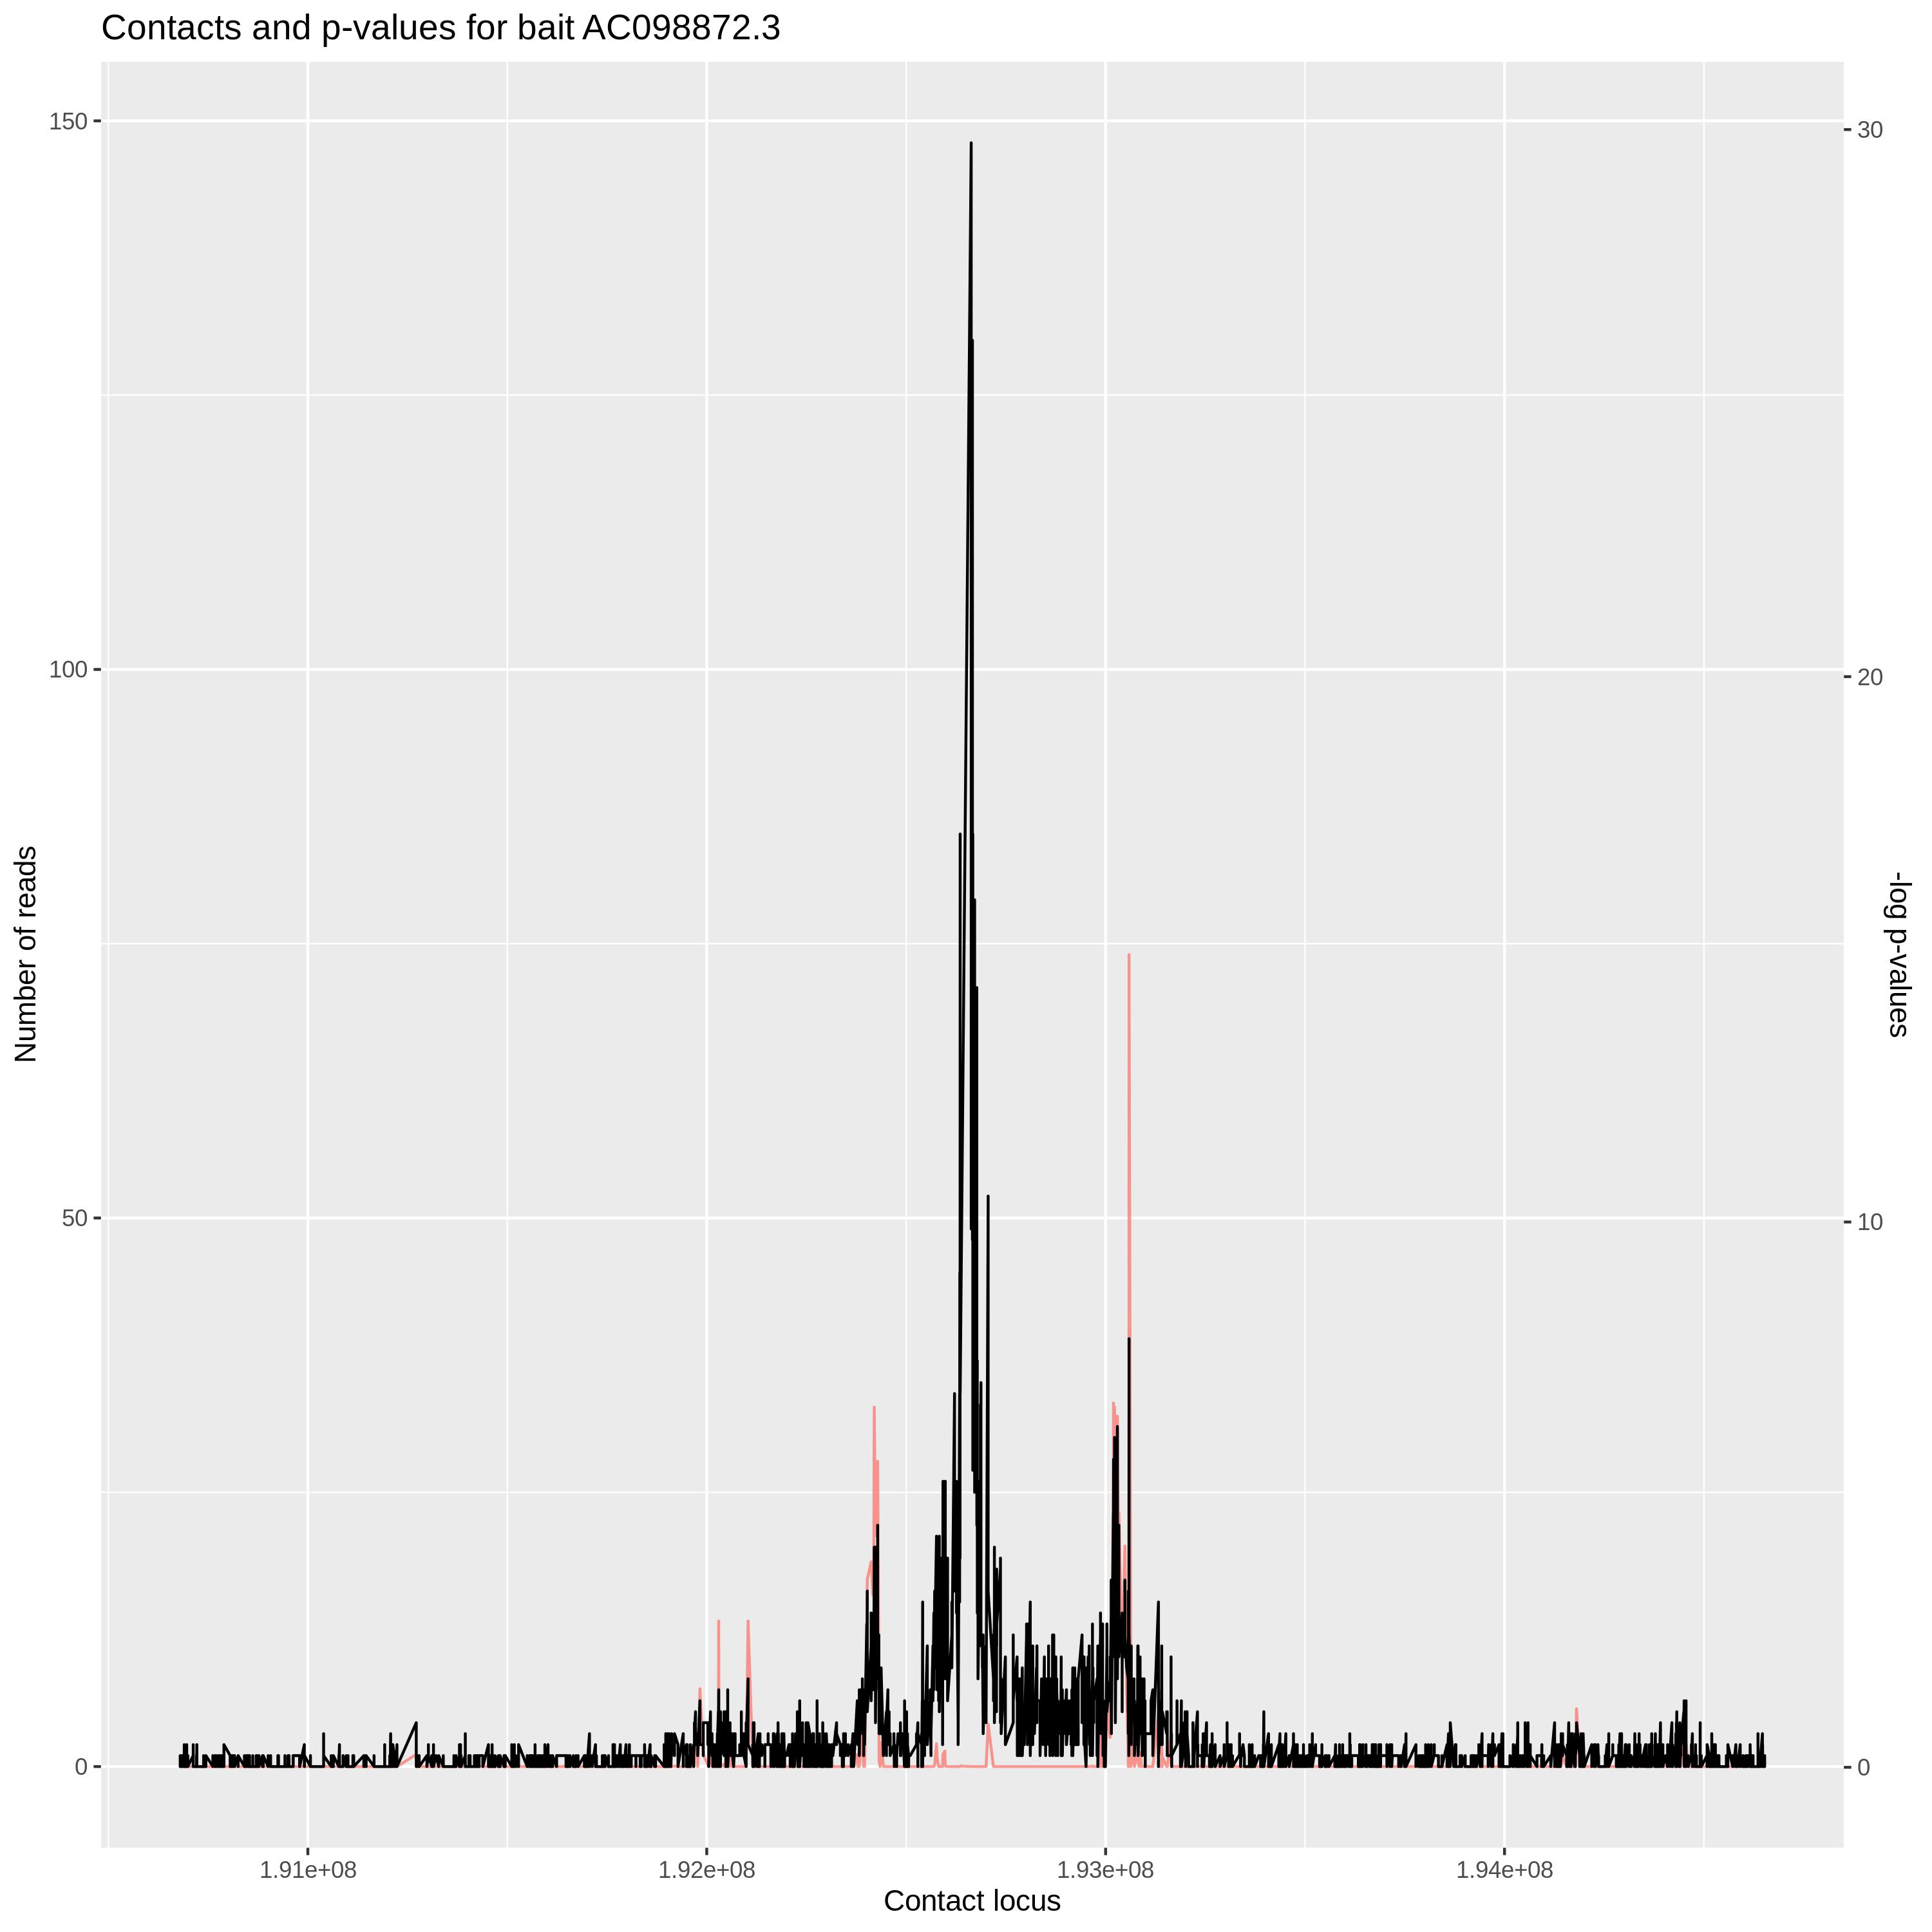 Contacts and p-values for bait AC098872.3
150
100
50
0
30
20
10
0
Number of reads
-log p-values
1.91e+08
1.92e+08
1.93e+08
1.94e+08
Contact locus